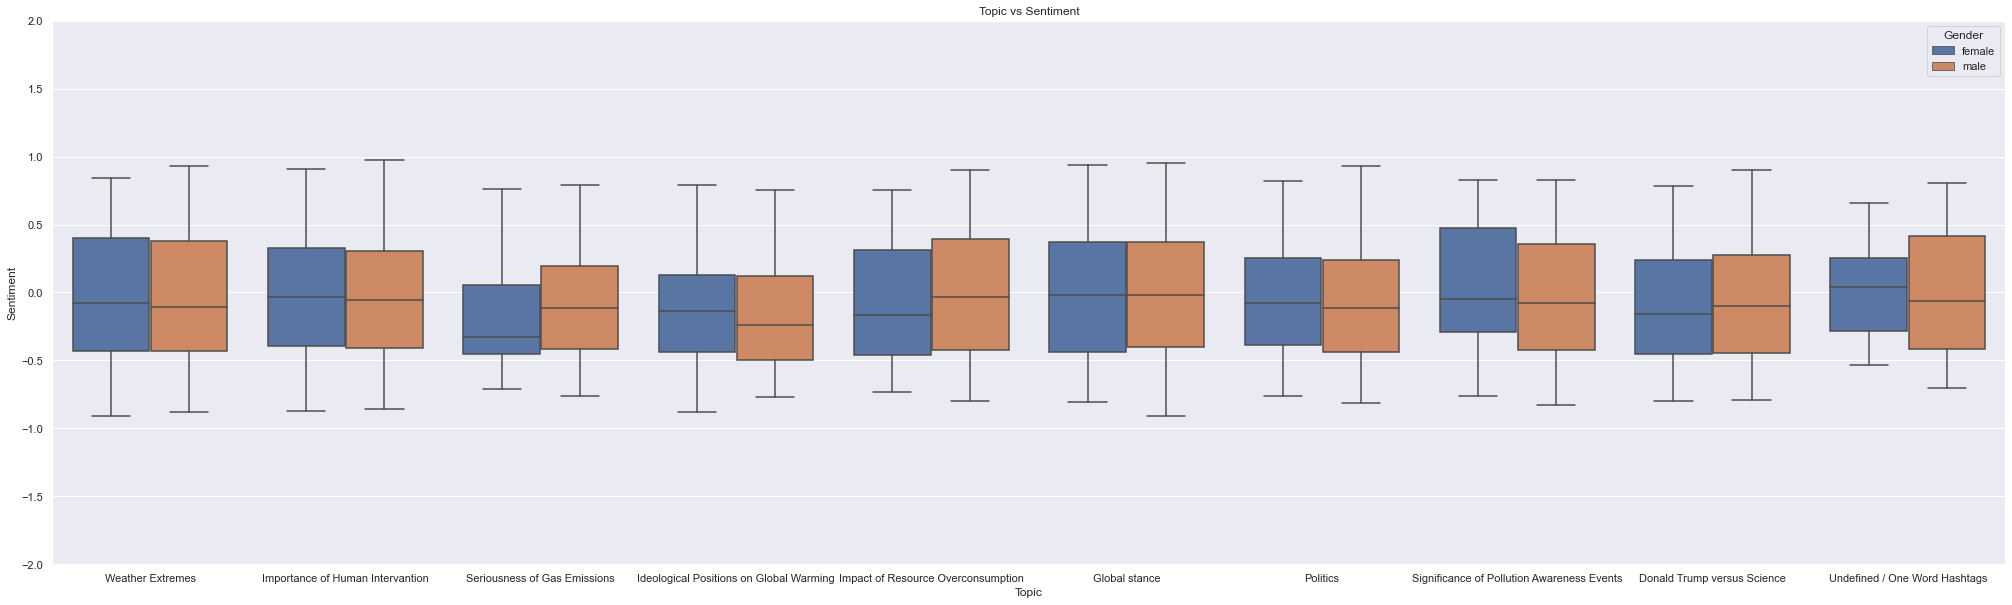 Topic vs Sentiment
Gender
female
male
Sentiment
2.0
1.5
1.0
0.5
0.0
−0.5
−1.0
−1.5
−2.0
Weather Extremes
Importance of Human Intervantion
Seriousness of Gas Emissions
Ideological Positions on Global Warming
Impact of Resource Overconsumption
Global stance
Politics
Significance of Pollution Awareness Events
Donald Trump versus Science
Undefined / One Word Hashtags
Topic